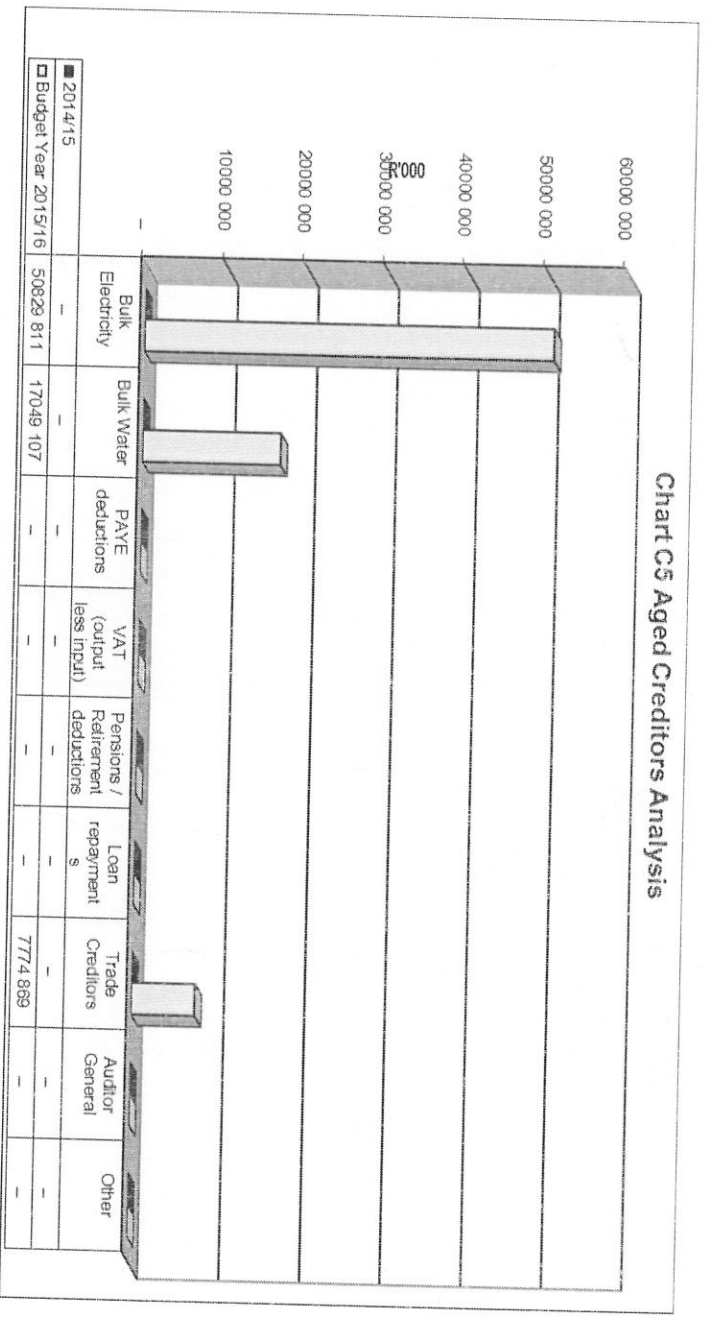 Chart C5 Aged Creditors Analysis
60000 000
50000 000
40000 000
30000 000
R'000
20000 000
10000 000
–
Bulk
Electricity
Bulk Water
PAYE
deductions
VAT
(output
less input)
Pensions /
Retirement
deductions
Loan
repayment
s
Trade
Creditors
Auditor
General
Other
2014/15 – – – – – – – – –
Budget Year 2015/16 50829 811 17049 107 – – – – 7774 869 – –